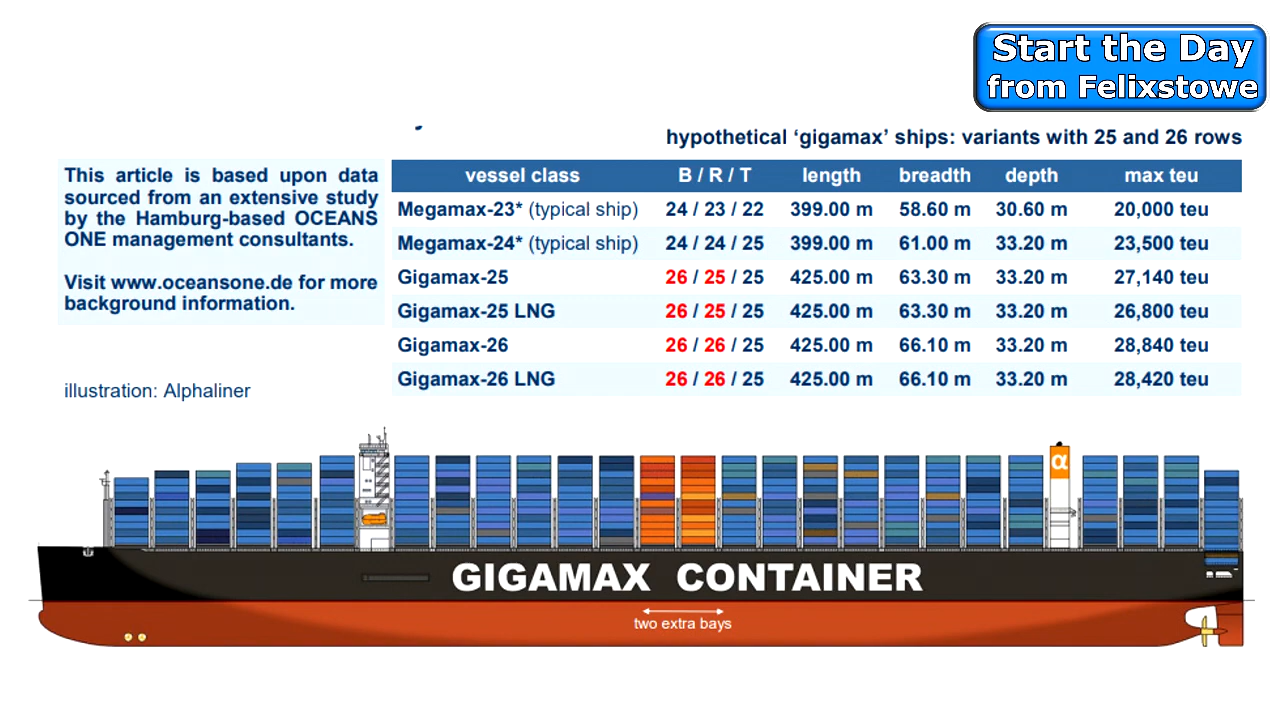 Start the Day
from Felixstowe
hypothetical ‘gigamax’ ships: variants with 25 and 26 rows
This article is based upon data
sourced from an extensive study
by the Hamburg-based OCEANS
ONE management consultants.
Visit www.oceansone.de for more
background information.
illustration: Alphaliner
vessel class B / R / T length breadth depth max teu
Megamax-23* (typical ship) 24 / 23 / 22 399.00 m 58.60 m 30.60 m 20,000 teu
Megamax-24* (typical ship) 24 / 24 / 25 399.00 m 61.00 m 33.20 m 23,500 teu
Gigamax-25 26 / 25 / 25 425.00 m 63.30 m 33.20 m 27,140 teu
Gigamax-25 LNG 26 / 25 / 25 425.00 m 63.30 m 33.20 m 26,800 teu
Gigamax-26 26 / 26 / 25 425.00 m 66.10 m 33.20 m 28,840 teu
Gigamax-26 LNG 26 / 26 / 25 425.00 m 66.10 m 33.20 m 28,420 teu
α
GIGAMAX CONTAINER
two extra bays